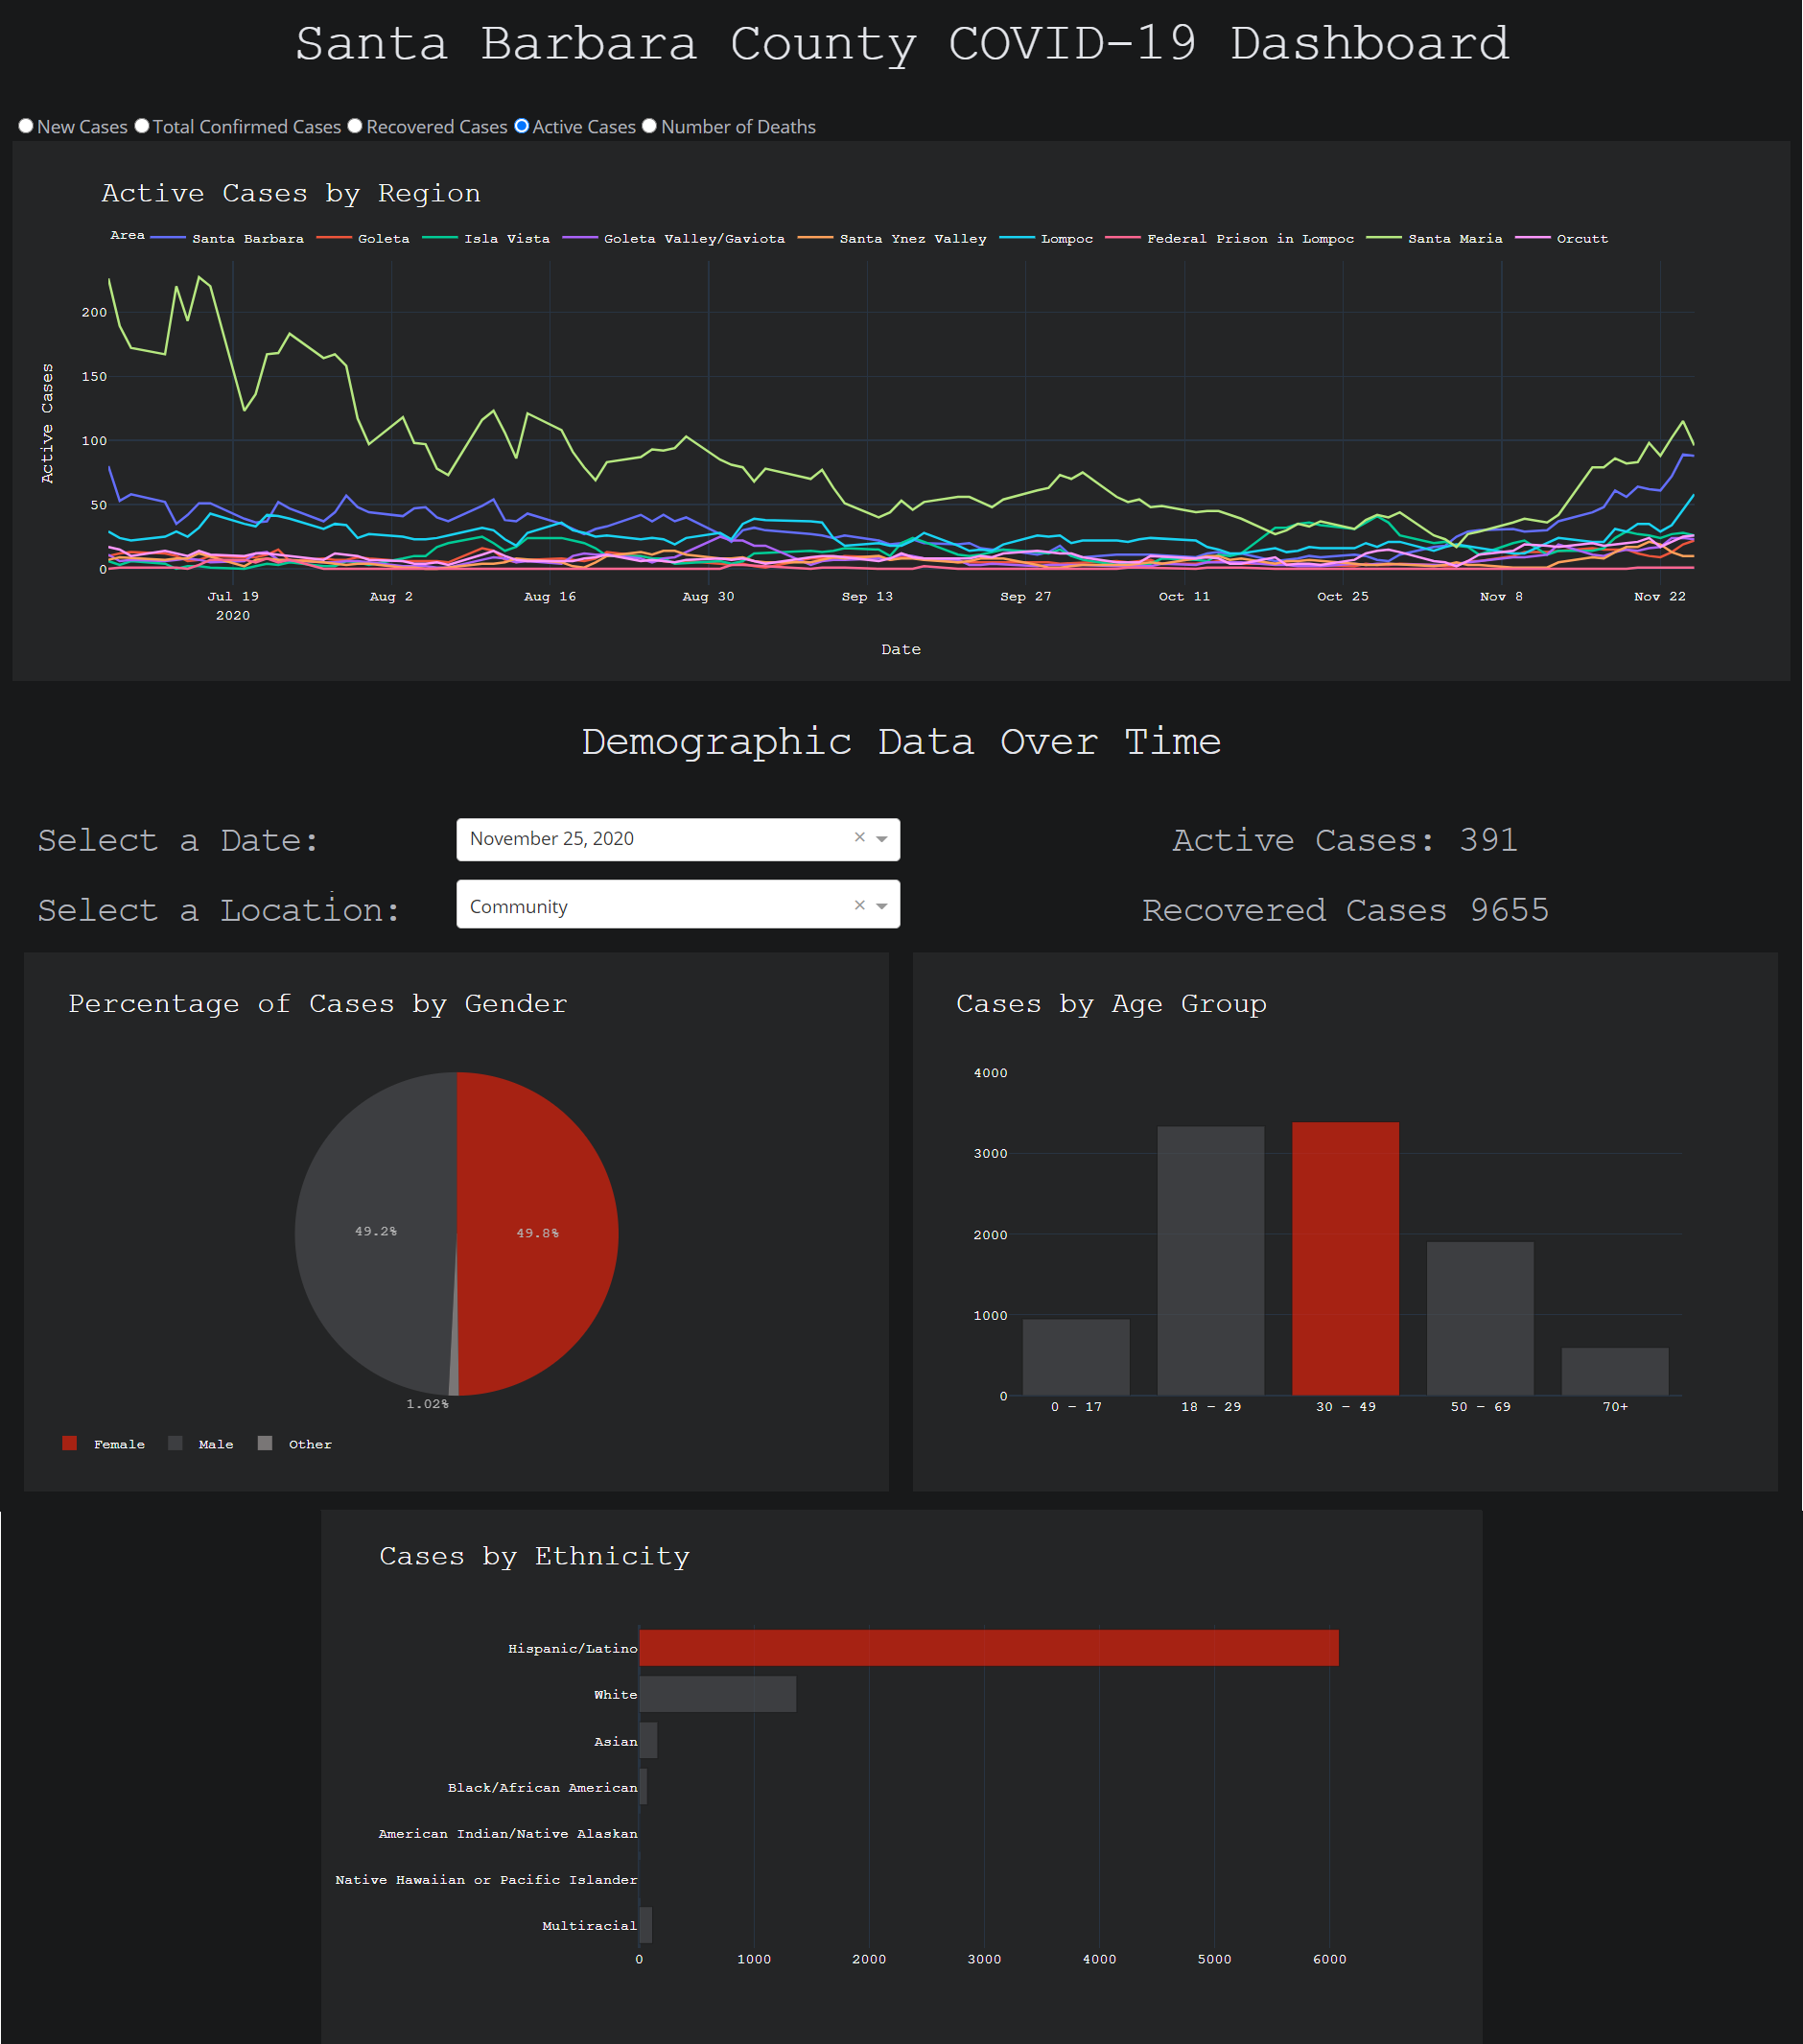 Santa Barbara County COVID-19 Dashboard
New Cases Total Confirmed Cases Recovered Cases Active Cases Number of Deaths
Active Cases by Region
Area Santa Barbara Goleta Isla Vista Goleta Valley/Gaviota Santa Ynez Valley Lompoc Federal Prison in Lompoc Santa Maria Orcutt
Active Cases
200
150
100
50
0
Jul 19 Aug 2 Aug 16 Aug 30 Sep 13 Sep 27 Oct 11 Oct 25 Nov 8 Nov 22
2020
Date
Demographic Data Over Time
Select a Date: November 25, 2020 × Active Cases: 391
Select a Location: Community × Recovered Cases 9655
Percentage of Cases by Gender
49.2% 49.8%
1.02%
Female Male Other
Cases by Age Group
4000
3000
2000
1000
0
0 – 17 18 – 29 30 – 49 50 – 69 70+
Cases by Ethnicity
Hispanic/Latino
White
Asian
Black/African American
American Indian/Native Alaskan
Native Hawaiian or Pacific Islander
Multiracial
0 1000 2000 3000 4000 5000 6000